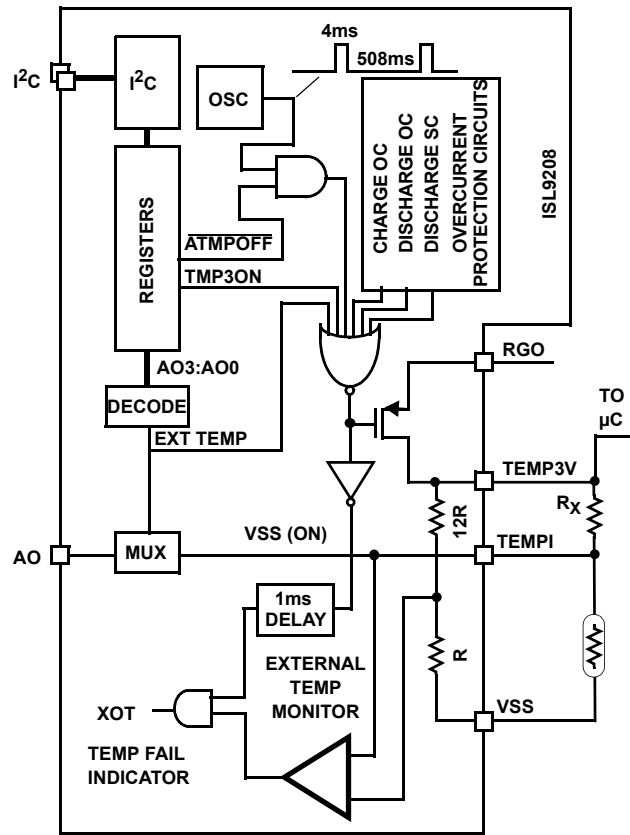 4ms
508ms
I²C
I²C
OSC
CHARGE OC
DISCHARGE OC
DISCHARGE SC
OVERCURRENT
PROTECTION CIRCUITS
ISL9208
REGISTERS
ATMPOFF
TMP3ON
AO3:AO0
RGO
DECODE
TO
µC
EXT TEMP
TEMP3V
RX
12R
VSS (ON)
TEMPI
AO
MUX
1ms
DELAY
R
EXTERNAL
TEMP
MONITOR
VSS
XOT
TEMP FAIL
INDICATOR